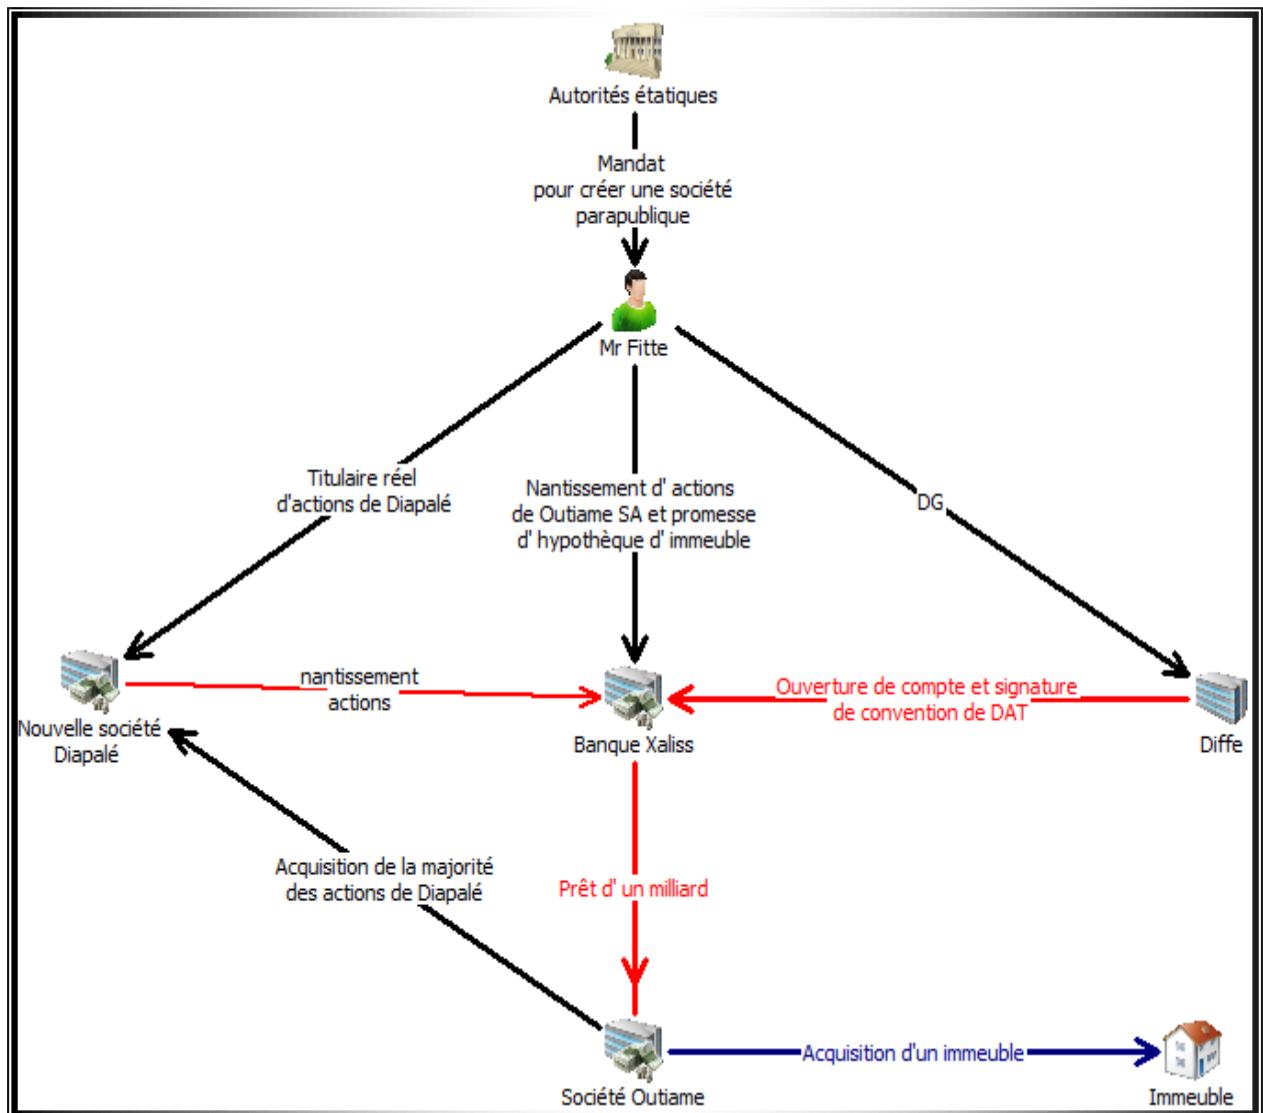 Autorités étatiques
Mandat
pour créer une société
parapublique
Mr Fitte
Titulaire réel
d'actions de Diapalé
Nantissement d' actions
de Outiame SA et promesse
d' hypothèque d' immeuble
DG
nantissement
actions
Ouverture de compte et signature
de convention de DAT
Nouvelle société
Diapalé
Banque Xaliss
Diffe
Acquisition de la majorité
des actions de Diapalé
Prêt d' un milliard
Acquisition d'un immeuble
Société Outiame
Immeuble